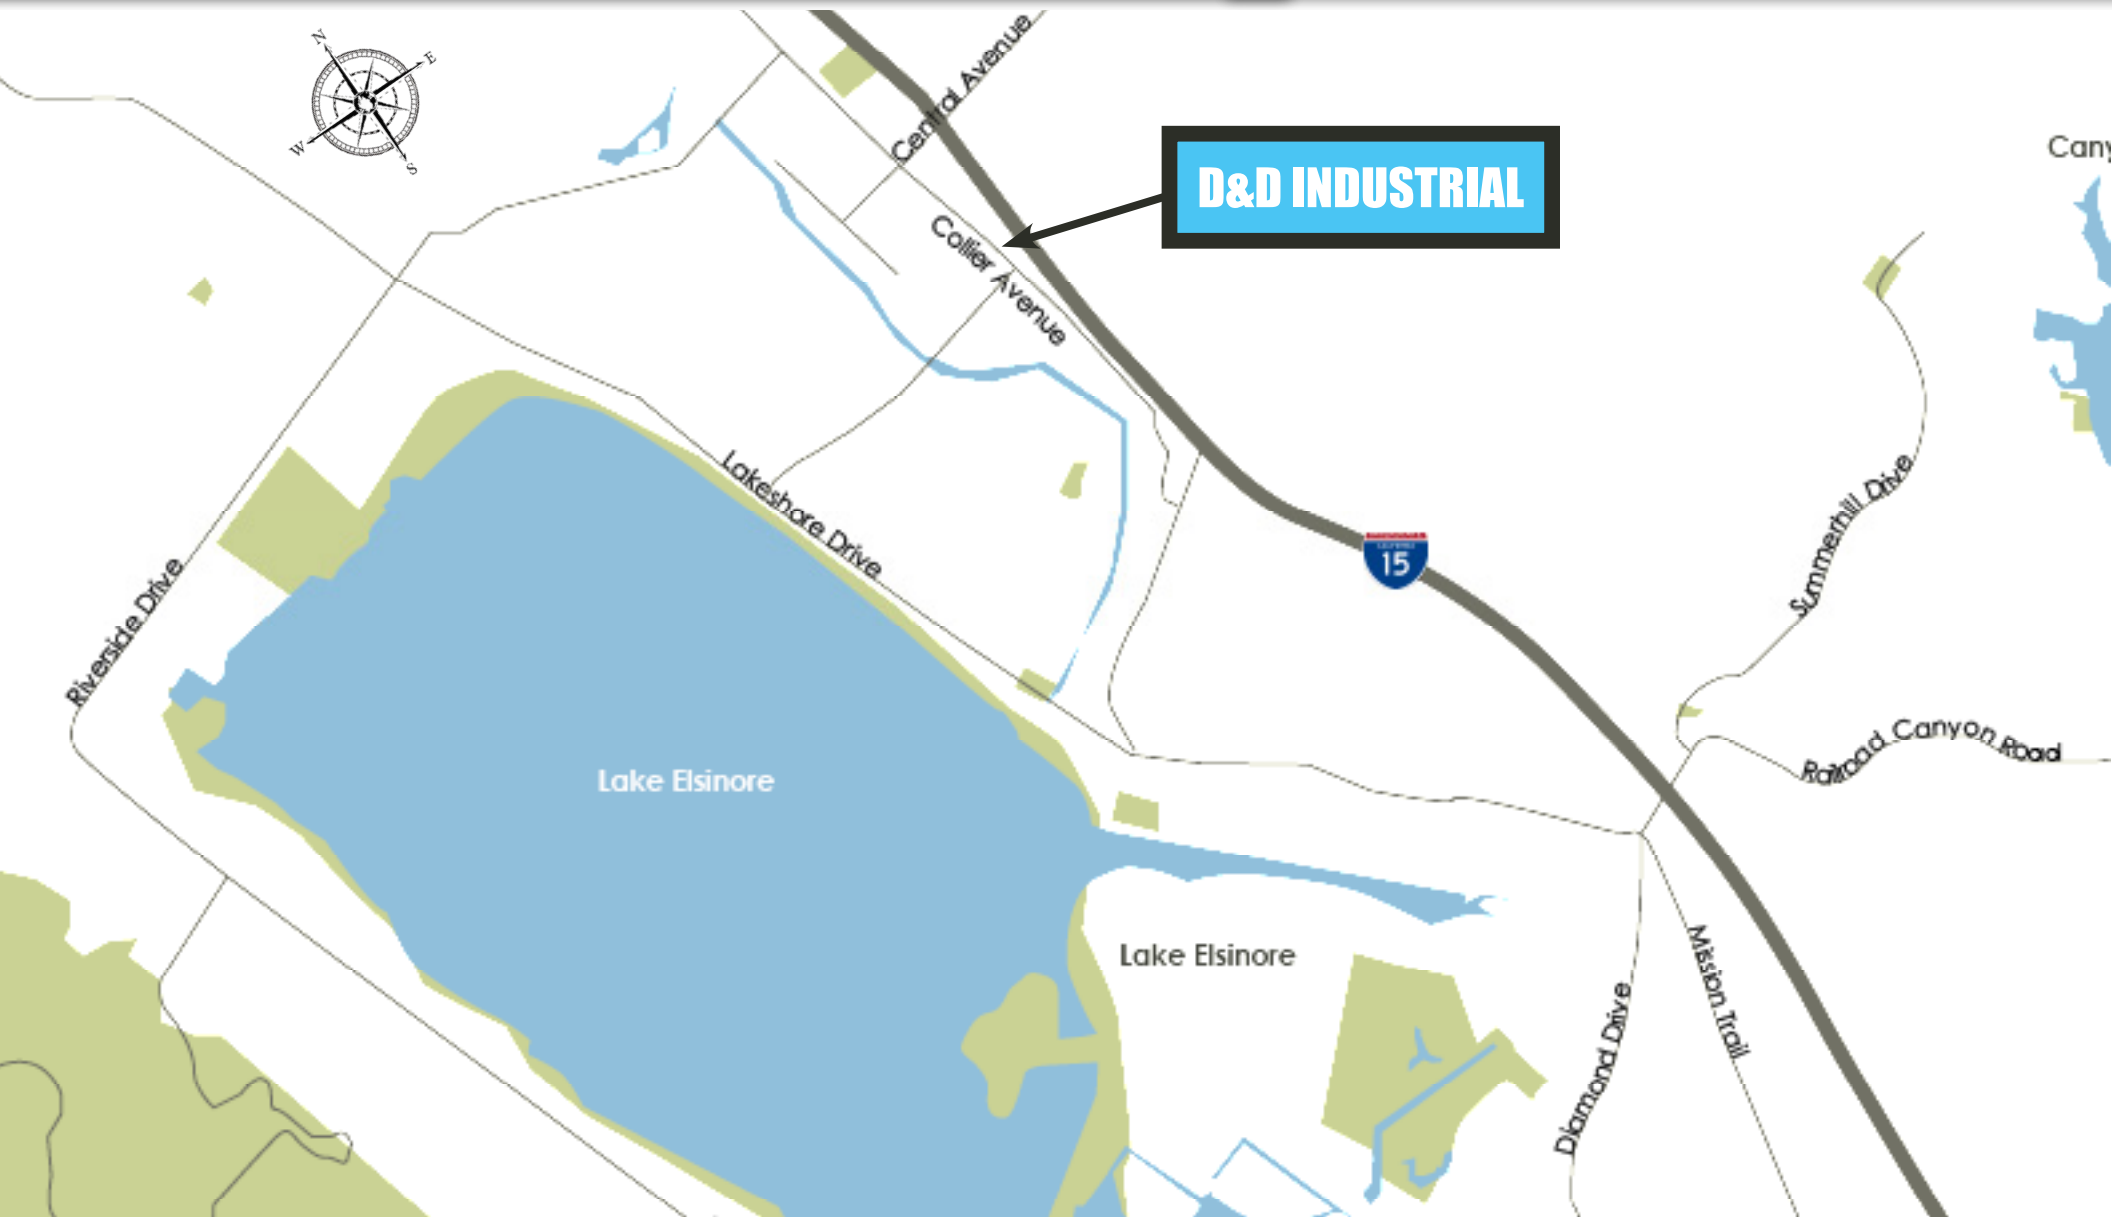 N
E
W
S
Central Avenue
D&D INDUSTRIAL
Cany
Collier Avenue
Lakeshore Drive
15
Summerhill Drive
Riverside Drive
Railroad Canyon Road
Lake Elsinore
Lake Elsinore
Mission Trail
Diamond Drive